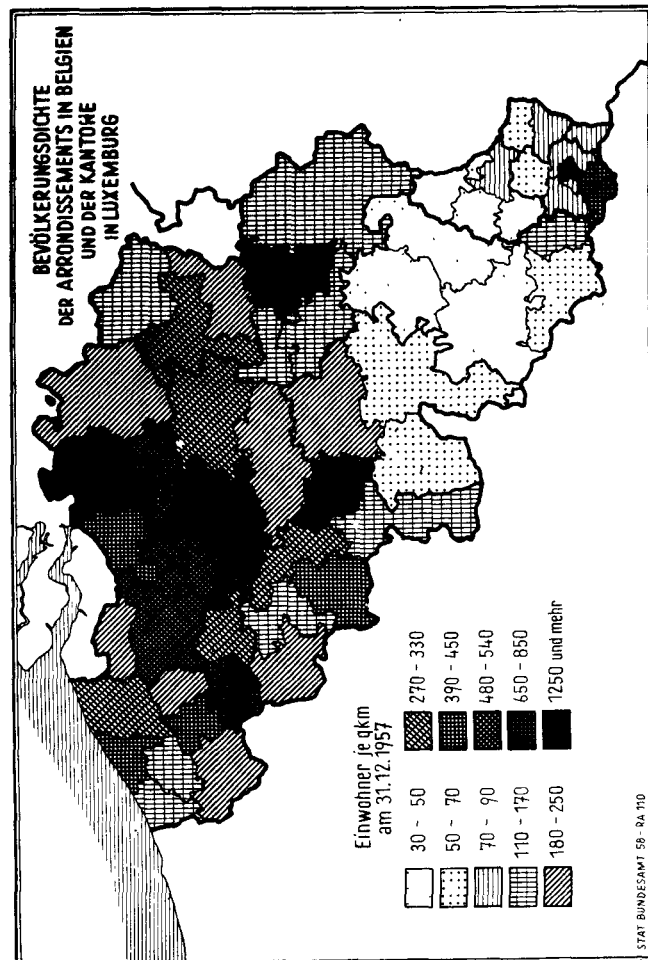 BEVÖLKERUNGSDICHTE
DER ARRONDISSEMENTS IN BELGIEN
UND DER KANTONE
IN LUXEMBURG
Einwohner je qkm
am 31.12.1957
30 - 50
50 - 70
70 - 90
110 - 170
180 - 250
270 - 330
390 - 450
480 - 540
650 - 850
1250 und mehr
STAT BUNDESAMT 58 - RA 110